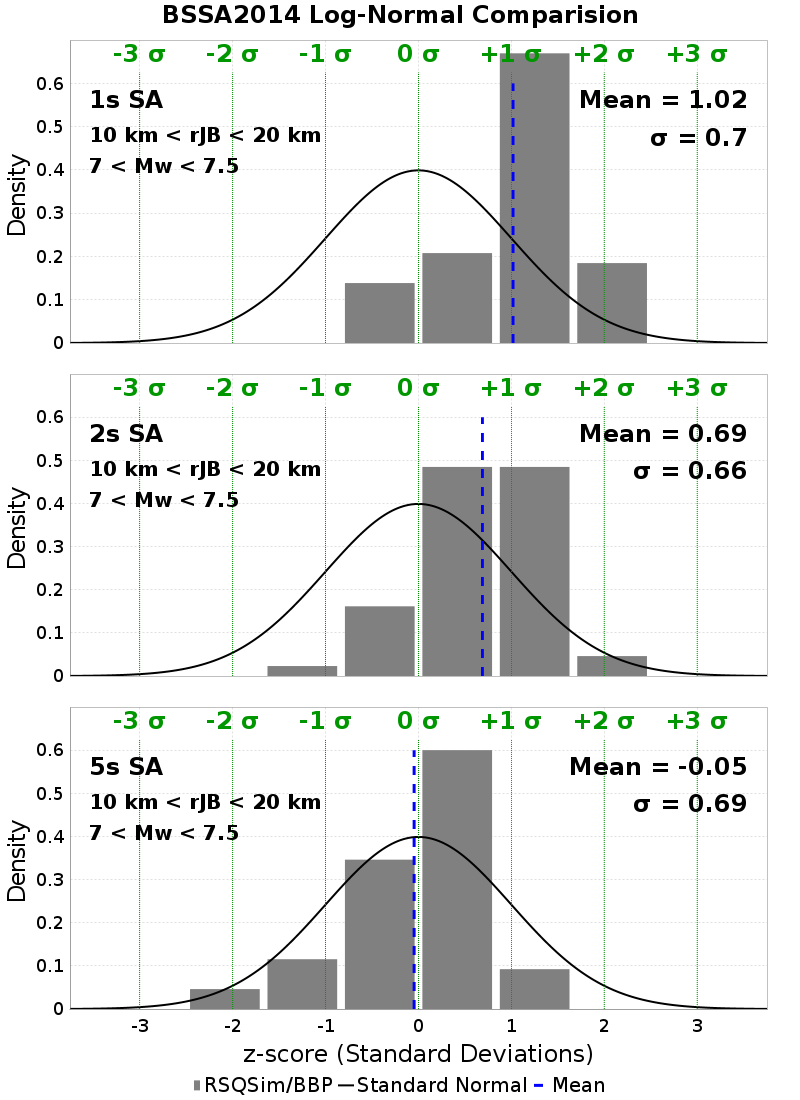 BSSA2014 Log-Normal Comparision
-3 σ -2 σ -1 σ 0 σ +1 σ +2 σ +3 σ
1s SA
Mean = 1.02
10 km < rJB < 20 km
σ = 0.7
7 < Mw < 7.5
Density
0.6
0.5
0.4
0.3
0.2
0.1
0
-3 σ -2 σ -1 σ 0 σ +1 σ +2 σ +3 σ
2s SA
Mean = 0.69
10 km < rJB < 20 km
σ = 0.66
7 < Mw < 7.5
Density
0.6
0.5
0.4
0.3
0.2
0.1
0
-3 σ -2 σ -1 σ 0 σ +1 σ +2 σ +3 σ
5s SA
Mean = -0.05
10 km < rJB < 20 km
σ = 0.69
7 < Mw < 7.5
Density
0.6
0.5
0.4
0.3
0.2
0.1
0
-3 -2 -1 0 1 2 3
z-score (Standard Deviations)
RSQSim/BBP Standard Normal Mean